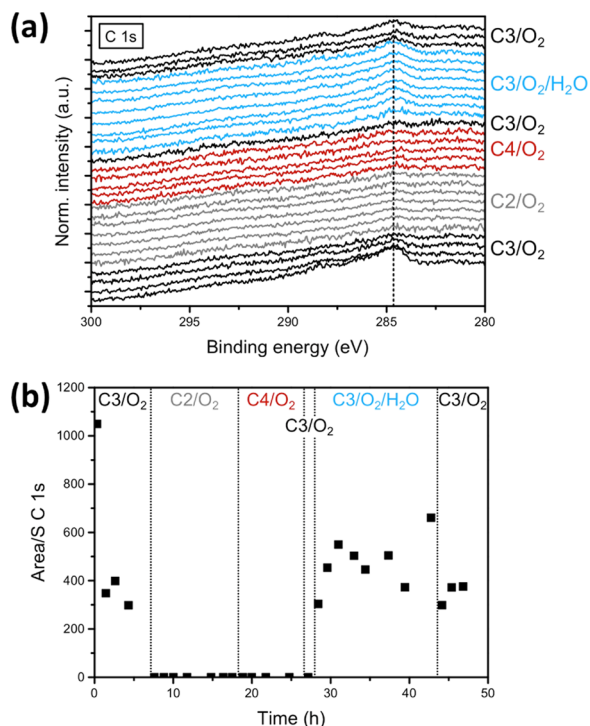 (a)
C 1s
C3/O₂
C3/O₂/H₂O
C3/O₂
C4/O₂
C2/O₂
C3/O₂
Norm. intensity (a.u.)
300 295 290 285 280
Binding energy (eV)
(b)
C3/O₂ C2/O₂ C4/O₂ C3/O₂/H₂O C3/O₂
C3/O₂
1200
1000
800
600
400
200
0
Area/S C 1s
0 10 20 30 40 50
Time (h)